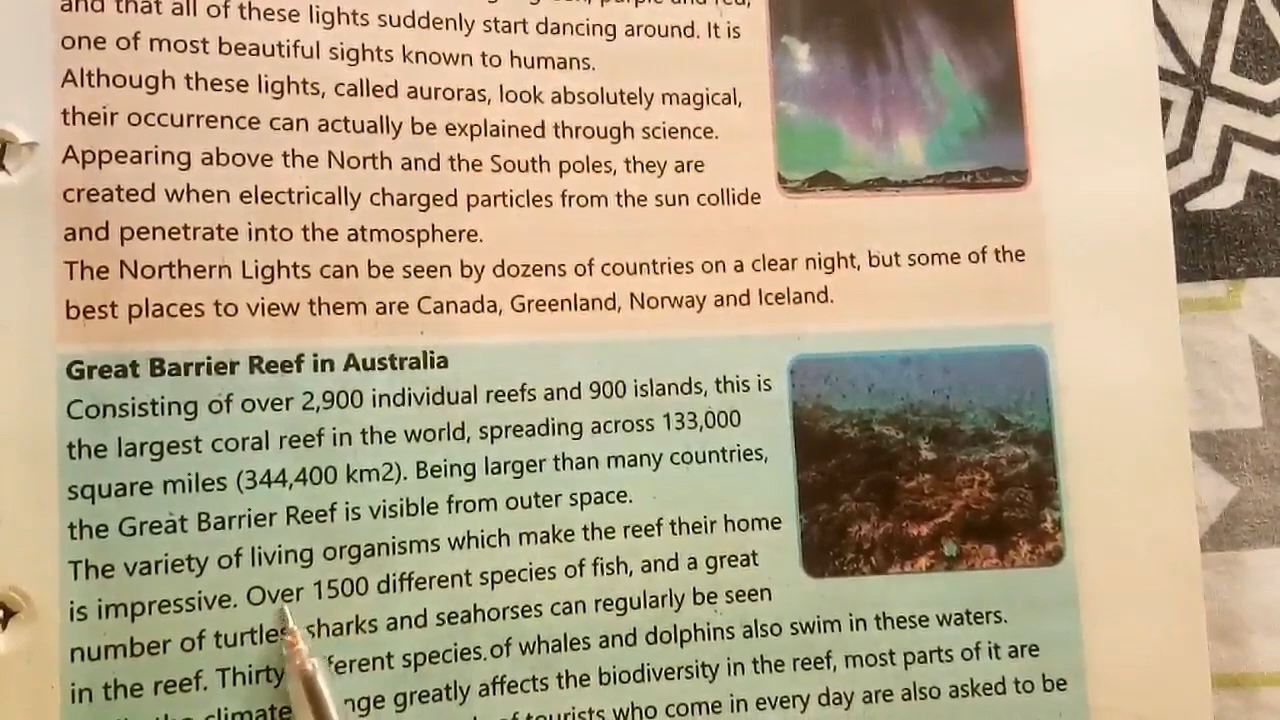 and that all of these lights suddenly start dancing around. It is
one of most beautiful sights known to humans.
Although these lights, called auroras, look absolutely magical,
their occurrence can actually be explained through science.
Appearing above the North and the South poles, they are
created when electrically charged particles from the sun collide
and penetrate into the atmosphere.
The Northern Lights can be seen by dozens of countries on a clear night, but some of the
best places to view them are Canada, Greenland, Norway and Iceland.
Great Barrier Reef in Australia
Consisting of over 2,900 individual reefs and 900 islands, this is
the largest coral reef in the world, spreading across 133,000
square miles (344,400 km2). Being larger than many countries,
the Great Barrier Reef is visible from outer space.
The variety of living organisms which make the reef their home
is impressive. Over 1500 different species of fish, and a great
number of turtles sharks and seahorses can regularly be seen
in the reef. Thirty species of whales and dolphins also swim in these waters.
climate greatly affects the biodiversity in the reef, most parts of it are
of tourists who come in every day are also asked to be